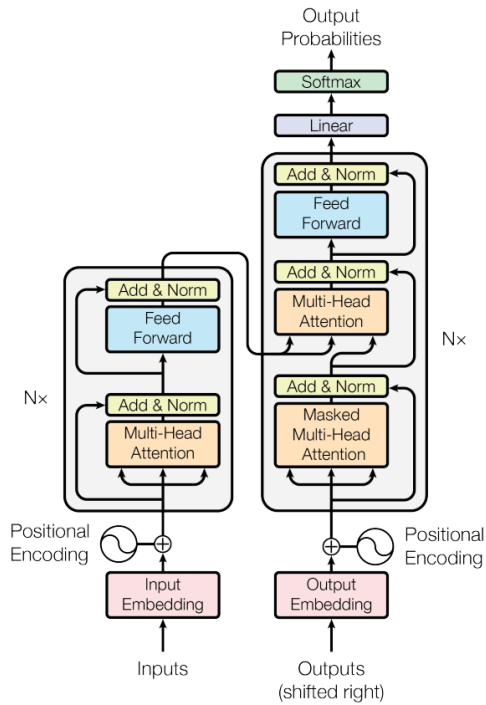 Output
Probabilities
Softmax
Linear
Add & Norm
Feed
Forward
Add & Norm
Multi-Head
Attention
Add & Norm
Masked
Multi-Head
Attention
N×
Add & Norm
Feed
Forward
Add & Norm
Multi-Head
Attention
N×
Positional
Encoding
Positional
Encoding
Input
Embedding
Output
Embedding
Inputs
Outputs
(shifted right)